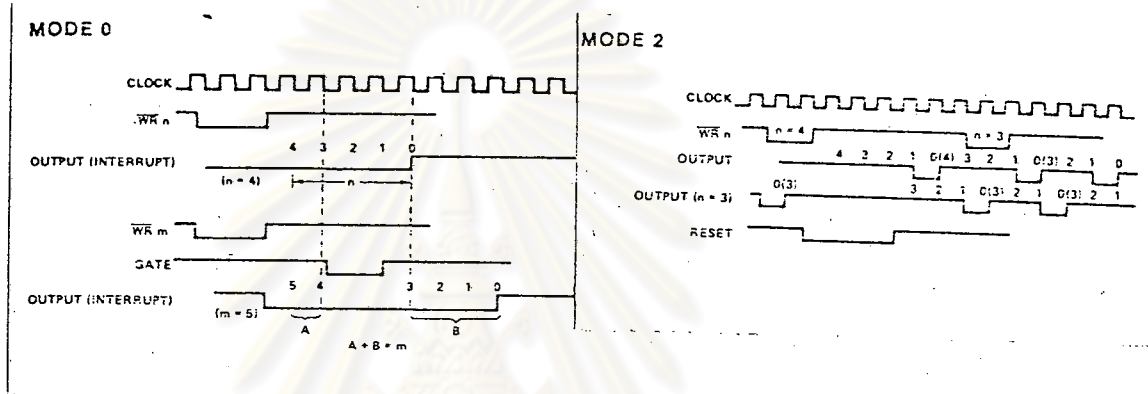 MODE 0
CLOCK
WR n
4 3 2 1 0
OUTPUT (INTERRUPT)
(n = 4)
n
WR m
GATE
5 4 3 2 1 0
OUTPUT (INTERRUPT)
(m = 5)
A
B
A + B = m
MODE 2
CLOCK
WR n
n = 4
n = 3
OUTPUT
4 3 2 1 0(4) 3 2 1 0(3) 2 1 0
OUTPUT (n = 3)
0(3)
3 2 1 0(3) 2 1 0(3) 2 1
RESET